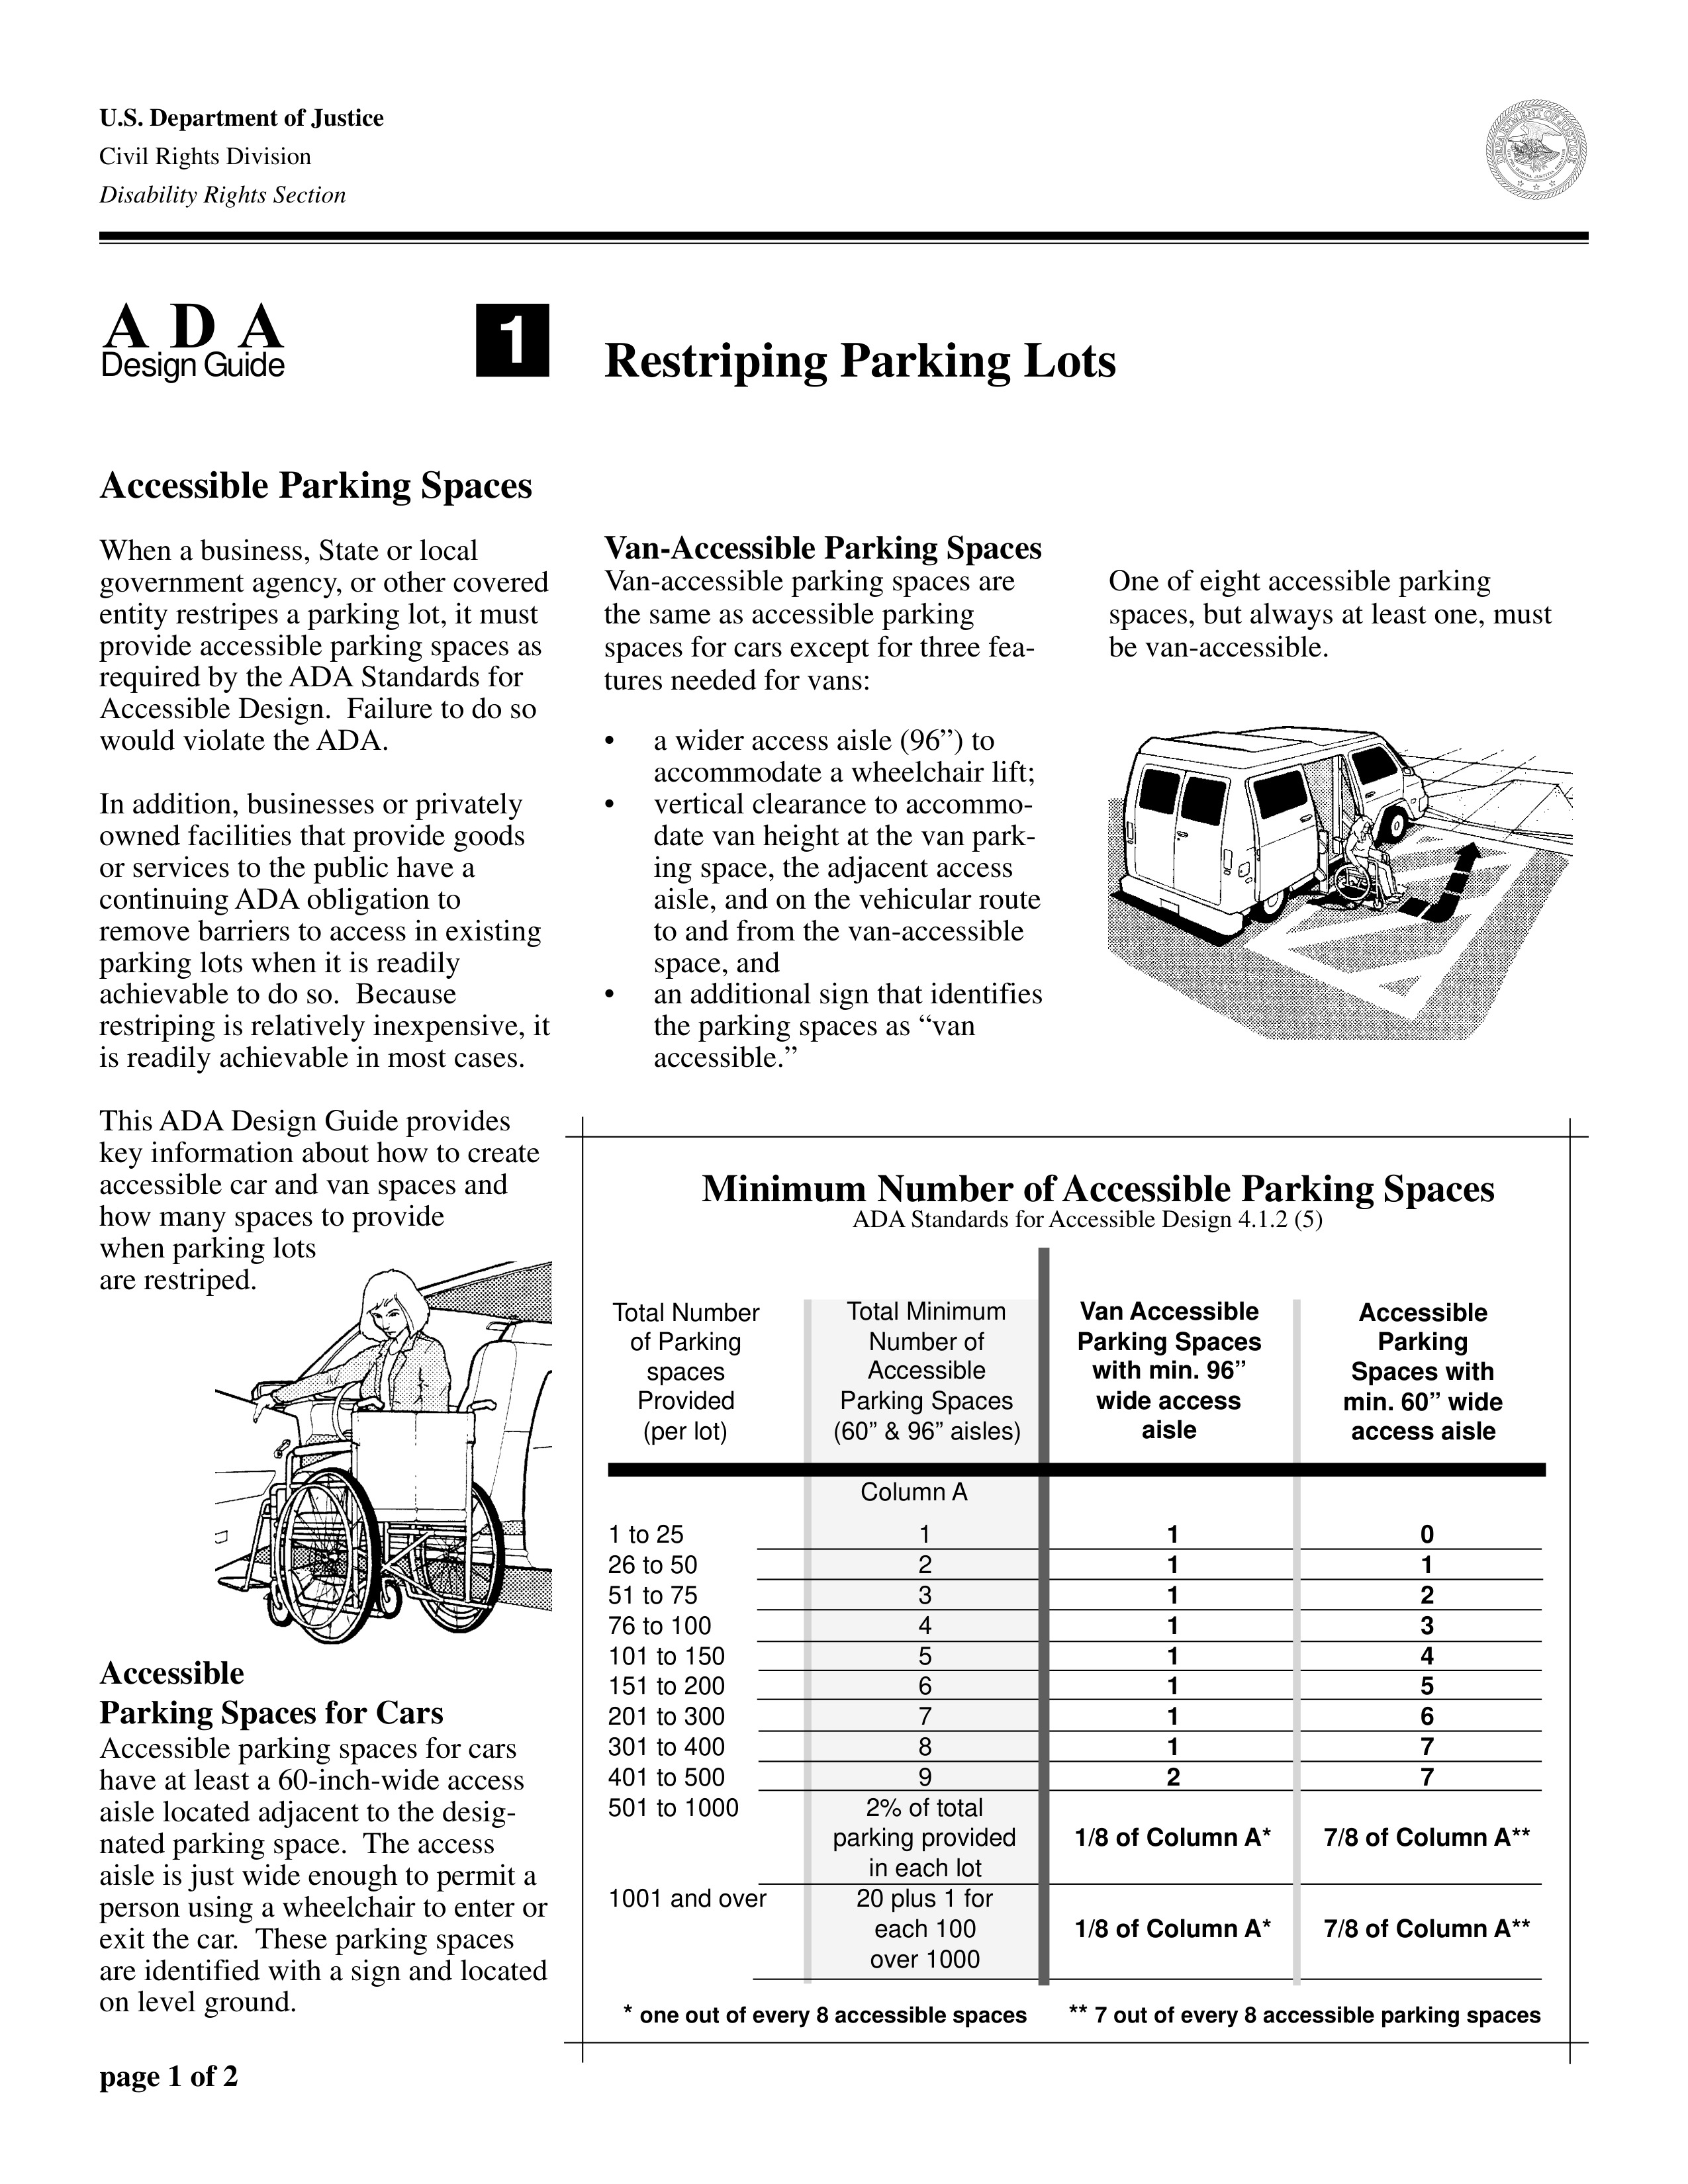 U.S. Department of Justice
Civil Rights Division
Disability Rights Section
A D A
Design Guide
1
Restriping Parking Lots
Accessible Parking Spaces
When a business, State or local
government agency, or other covered
entity restripes a parking lot, it must
provide accessible parking spaces as
required by the ADA Standards for
Accessible Design. Failure to do so
would violate the ADA.
In addition, businesses or privately
owned facilities that provide goods
or services to the public have a
continuing ADA obligation to
remove barriers to access in existing
parking lots when it is readily
achievable to do so. Because
restriping is relatively inexpensive, it
is readily achievable in most cases.
This ADA Design Guide provides
key information about how to create
accessible car and van spaces and
how many spaces to provide
when parking lots
are restriped.
Accessible
Parking Spaces for Cars
Accessible parking spaces for cars
have at least a 60-inch-wide access
aisle located adjacent to the desig-
nated parking space. The access
aisle is just wide enough to permit a
person using a wheelchair to enter or
exit the car. These parking spaces
are identified with a sign and located
on level ground.
Van-Accessible Parking Spaces
Van-accessible parking spaces are
the same as accessible parking
spaces for cars except for three fea-
tures needed for vans:
• a wider access aisle (96”) to
accommodate a wheelchair lift;
• vertical clearance to accommo-
date van height at the van park-
ing space, the adjacent access
aisle, and on the vehicular route
to and from the van-accessible
space, and
• an additional sign that identifies
the parking spaces as “van
accessible.”
One of eight accessible parking
spaces, but always at least one, must
be van-accessible.
Minimum Number of Accessible Parking Spaces
ADA Standards for Accessible Design 4.1.2 (5)
Total Number
of Parking
spaces
Provided
(per lot)
Total Minimum
Number of
Accessible
Parking Spaces
(60” & 96” aisles)
Van Accessible
Parking Spaces
with min. 96”
wide access
aisle
Accessible
Parking
Spaces with
min. 60” wide
access aisle
Column A
1 to 25 1 1 0
26 to 50 2 1 1
51 to 75 3 1 2
76 to 100 4 1 3
101 to 150 5 1 4
151 to 200 6 1 5
201 to 300 7 1 6
301 to 400 8 1 7
401 to 500 9 2 7
501 to 1000 2% of total
parking provided 1/8 of Column A* 7/8 of Column A**
in each lot
1001 and over 20 plus 1 for
each 100 1/8 of Column A* 7/8 of Column A**
over 1000
* one out of every 8 accessible spaces ** 7 out of every 8 accessible parking spaces
page 1 of 2